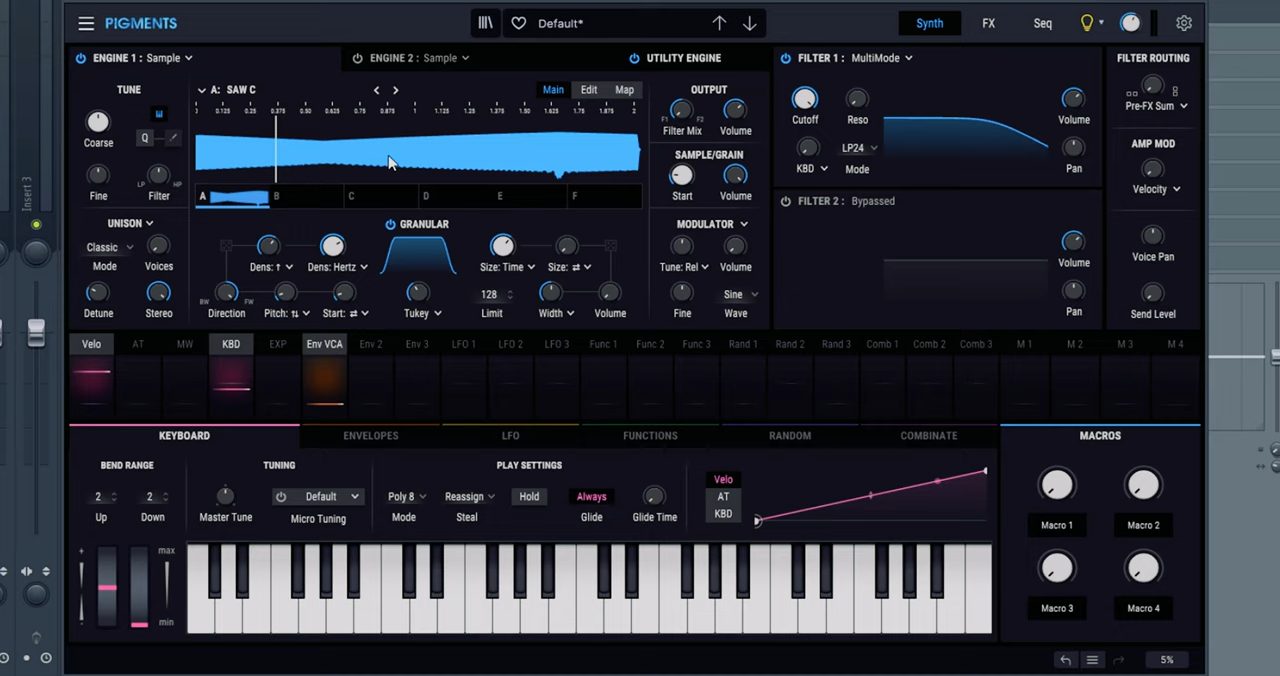 PIGMENTS
Default*
Synth
FX
Seq
ENGINE 1 : Sample
ENGINE 2 : Sample
UTILITY ENGINE
FILTER 1 : MultiMode
FILTER ROUTING
TUNE
A: SAW C
Main
Edit
Map
OUTPUT
0 0.125 0.25 0.375 0.50 0.625 0.75 0.875 1 1.125 1.25 1.375 1.50 1.625 1.75 1.875 2
F1 F2
Coarse
Q
Filter Mix
Volume
Cutoff
Reso
Volume
Pre-FX Sum
LP HP
Fine
Filter
SAMPLE/GRAIN
Start
Volume
KBD
LP24
Mode
Pan
AMP MOD
Velocity
A B C D E F
FILTER 2 : Bypassed
UNISON
GRANULAR
MODULATOR
Classic
Mode
Voices
Dens:
Dens: Hertz
Size: Time
Size:
Tune: Rel
Volume
Volume
Voice Pan
BW FW
128
Sine
Detune
Stereo
Direction
Pitch:
Start:
Tukey
Limit
Width
Volume
Fine
Wave
Pan
Send Level
Insert 3
Velo AT MW KBD EXP Env VCA Env 2 Env 3 LFO 1 LFO 2 LFO 3 Func 1 Func 2 Func 3 Rand 1 Rand 2 Rand 3 Comb 1 Comb 2 Comb 3 M 1 M 2 M 3 M 4
KEYBOARD ENVELOPES LFO FUNCTIONS RANDOM COMBINATE MACROS
BEND RANGE
TUNING
PLAY SETTINGS
Velo
AT
KBD
2 2
Default
Poly 8
Reassign
Hold
Always
Up Down
Master Tune
Micro Tuning
Mode
Steal
Glide
Glide Time
Macro 1
Macro 2
+
-
max
min
Macro 3
Macro 4
5%